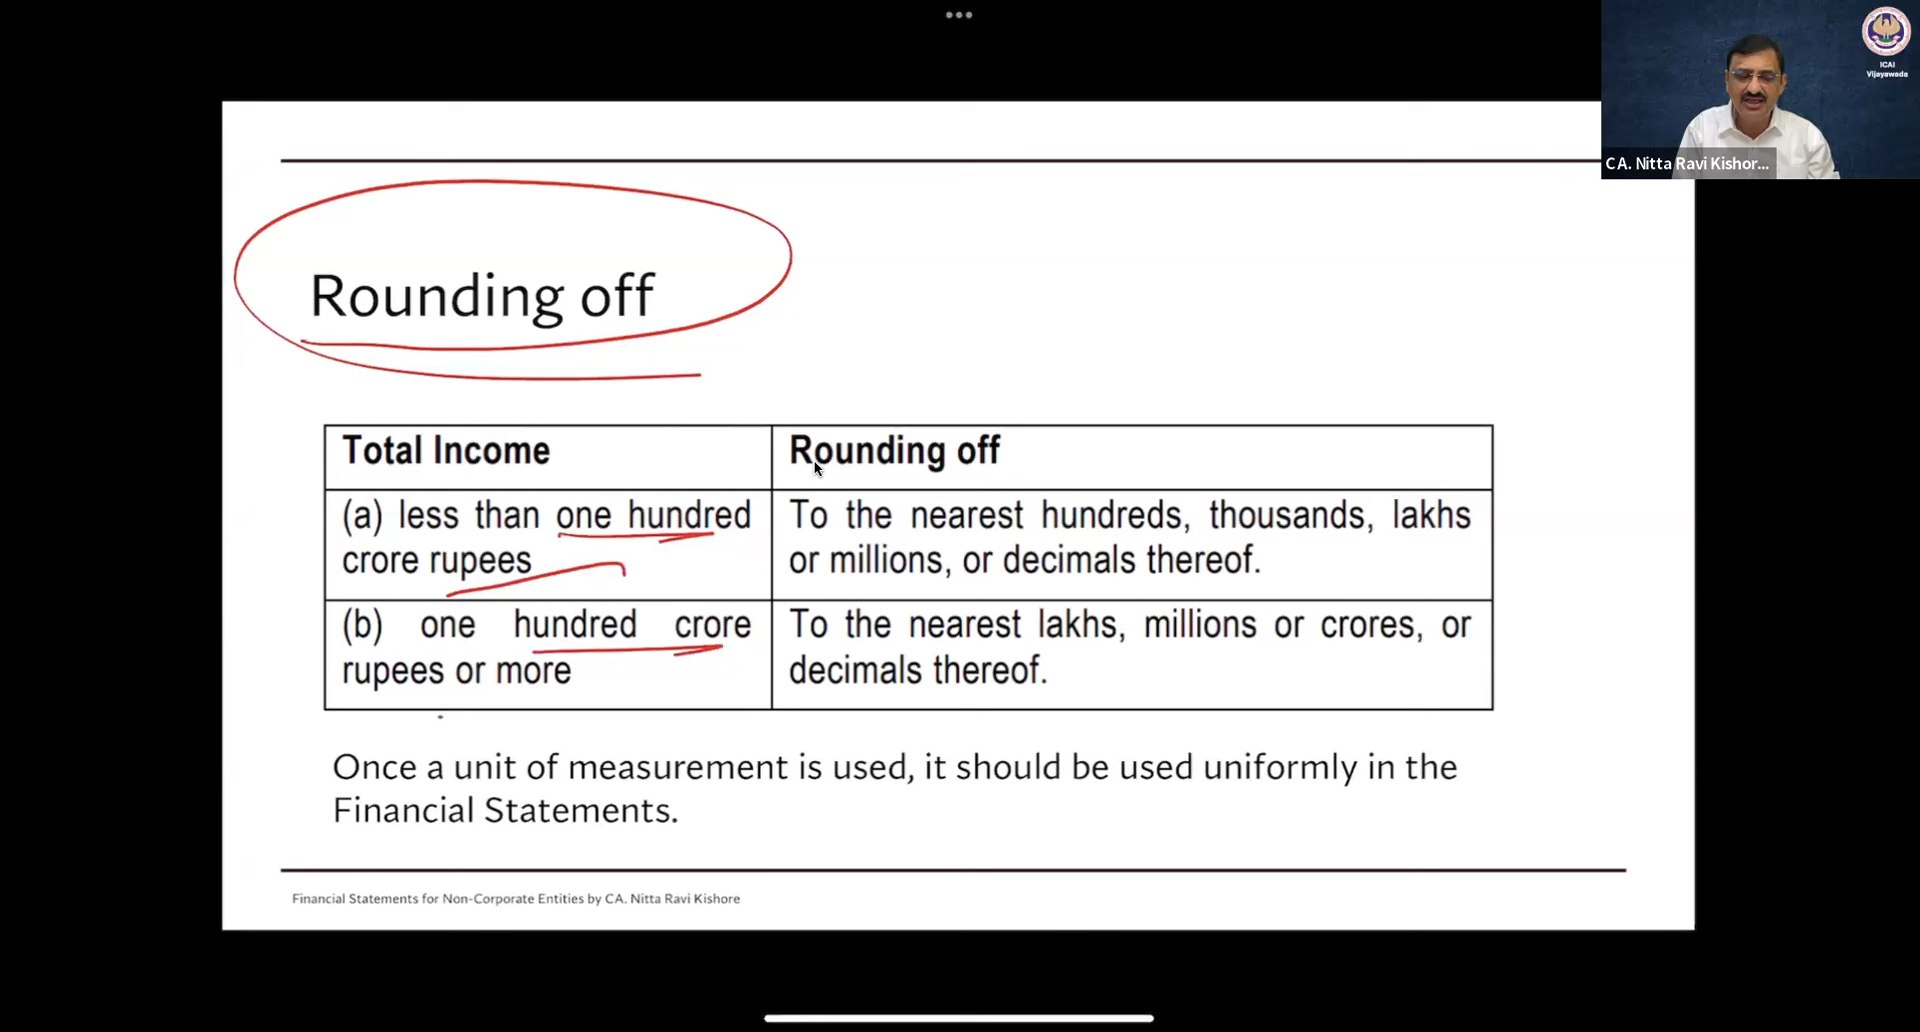 ICAI
Vijayawada
CA. Nitta Ravi Kishor...
Rounding off
Total Income
Rounding off
(a) less than one hundred
crore rupees
To the nearest hundreds, thousands, lakhs
or millions, or decimals thereof.
(b) one hundred crore
rupees or more
To the nearest lakhs, millions or crores, or
decimals thereof.
Once a unit of measurement is used, it should be used uniformly in the
Financial Statements.
Financial Statements for Non-Corporate Entities by CA. Nitta Ravi Kishore